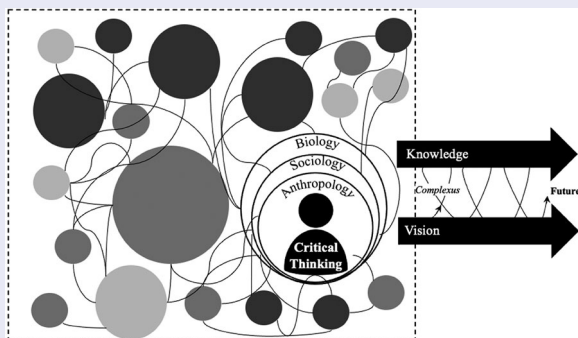 Biology
Sociology
Anthropology
Critical
Thinking
Knowledge
Complexus
Future
Vision